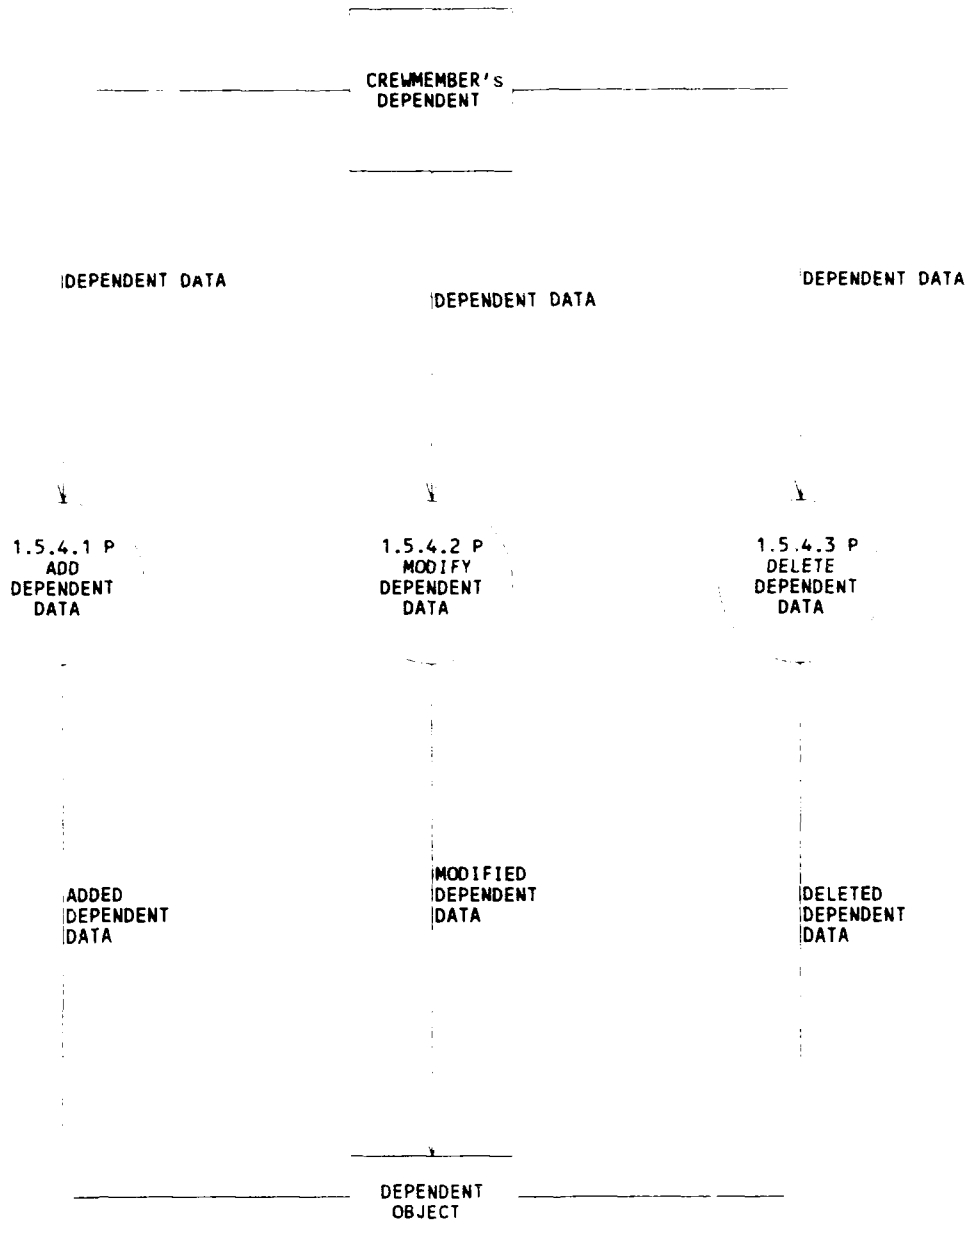 CREWMEMBER's
DEPENDENT
DEPENDENT DATA
DEPENDENT DATA
DEPENDENT DATA
1.5.4.1 P
ADD
DEPENDENT
DATA
1.5.4.2 P
MODIFY
DEPENDENT
DATA
1.5.4.3 P
DELETE
DEPENDENT
DATA
ADDED
DEPENDENT
DATA
MODIFIED
DEPENDENT
DATA
DELETED
DEPENDENT
DATA
DEPENDENT
OBJECT